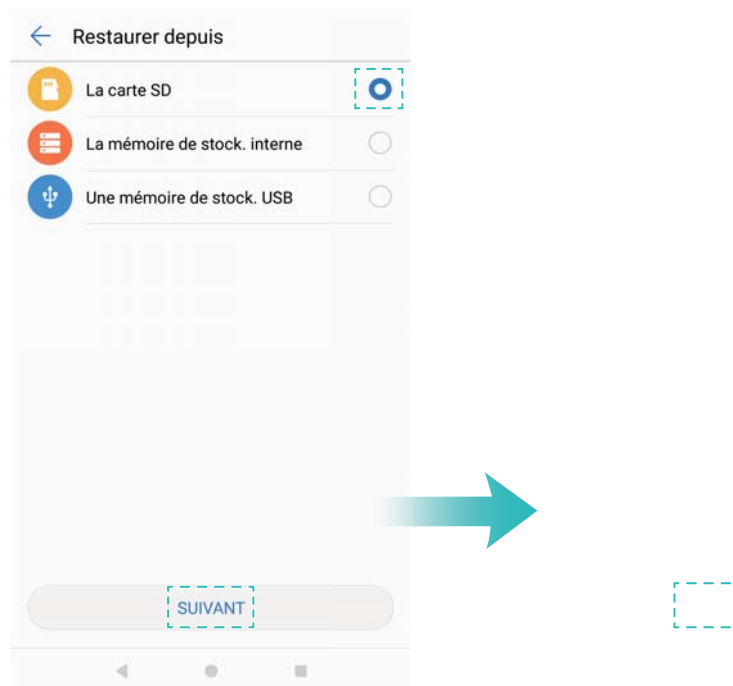 Restaurer depuis
La carte SD
La mémoire de stock. interne
Une mémoire de stock. USB
SUIVANT